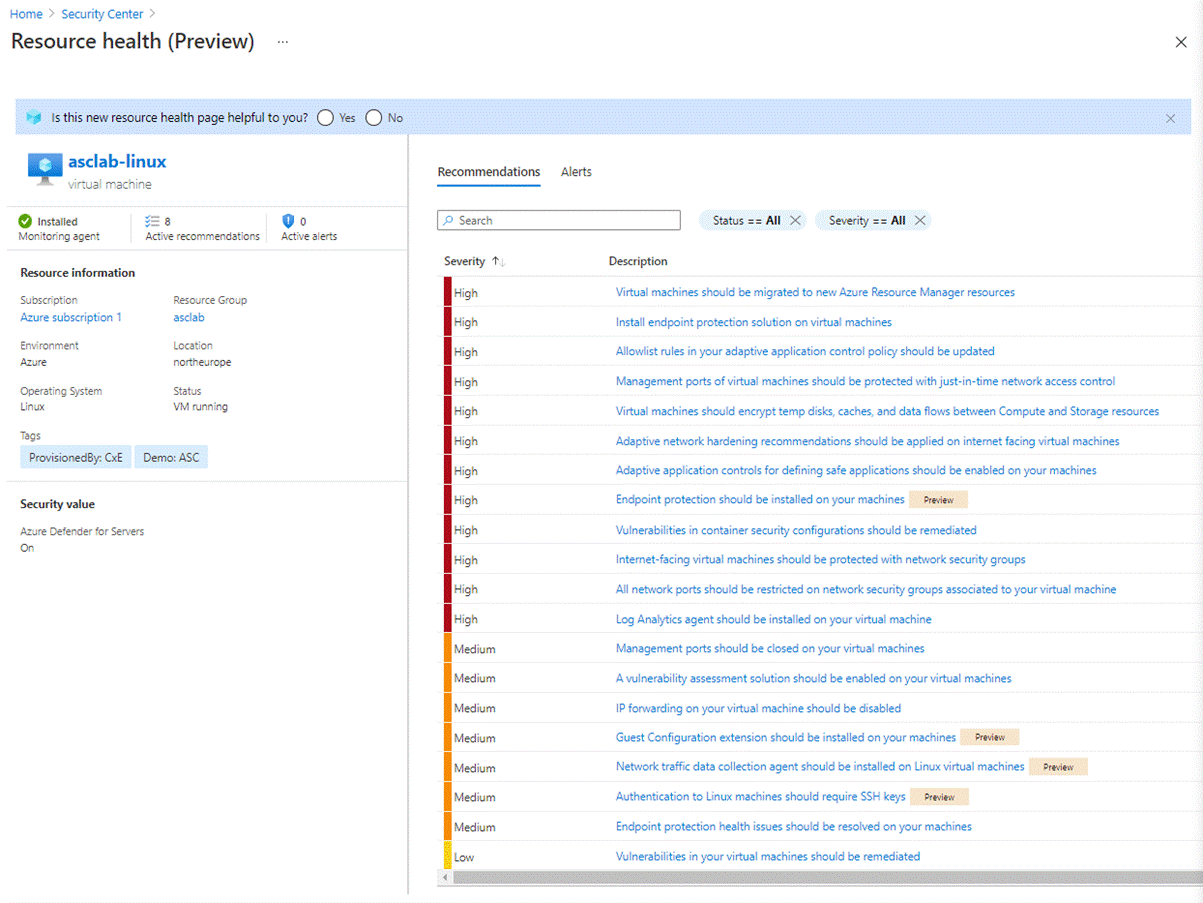 Home > Security Center >
Resource health (Preview) ...
Is this new resource health page helpful to you? Yes No
asclab-linux
virtual machine
Installed
Monitoring agent
8
Active recommendations
0
Active alerts
Resource information
Subscription
Azure subscription 1
Resource Group
asclab
Environment
Azure
Location
northeurope
Operating System
Linux
Status
VM running
Tags
ProvisionedBy: CxE
Demo: ASC
Security value
Azure Defender for Servers
On
Recommendations Alerts
Search
Status == All
Severity == All
Severity Description
High Virtual machines should be migrated to new Azure Resource Manager resources
High Install endpoint protection solution on virtual machines
High Allowlist rules in your adaptive application control policy should be updated
High Management ports of virtual machines should be protected with just-in-time network access control
High Virtual machines should encrypt temp disks, caches, and data flows between Compute and Storage resources
High Adaptive network hardening recommendations should be applied on internet facing virtual machines
High Adaptive application controls for defining safe applications should be enabled on your machines
High Endpoint protection should be installed on your machines Preview
High Vulnerabilities in container security configurations should be remediated
High Internet-facing virtual machines should be protected with network security groups
High All network ports should be restricted on network security groups associated to your virtual machine
High Log Analytics agent should be installed on your virtual machine
Medium Management ports should be closed on your virtual machines
Medium A vulnerability assessment solution should be enabled on your virtual machines
Medium IP forwarding on your virtual machine should be disabled
Medium Guest Configuration extension should be installed on your machines Preview
Medium Network traffic data collection agent should be installed on Linux virtual machines Preview
Medium Authentication to Linux machines should require SSH keys Preview
Medium Endpoint protection health issues should be resolved on your machines
Low Vulnerabilities in your virtual machines should be remediated